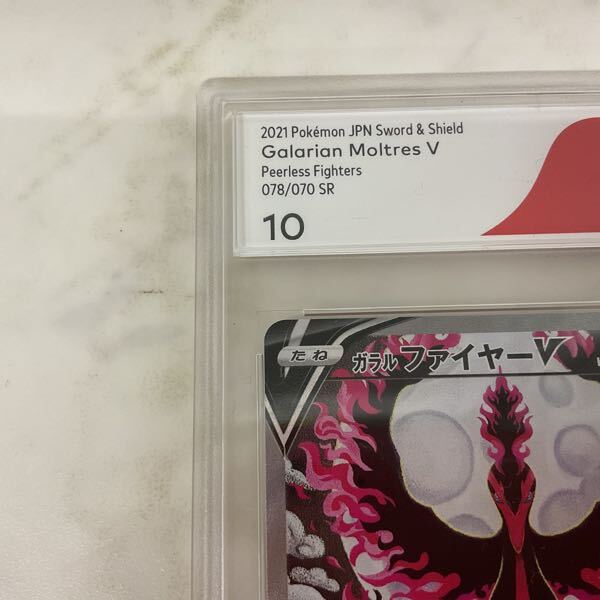 2021 Pokémon JPN Sword & Shield
Galarian Moltres V
Peerless Fighters
078/070 SR
10
たね ガラル ファイヤーV